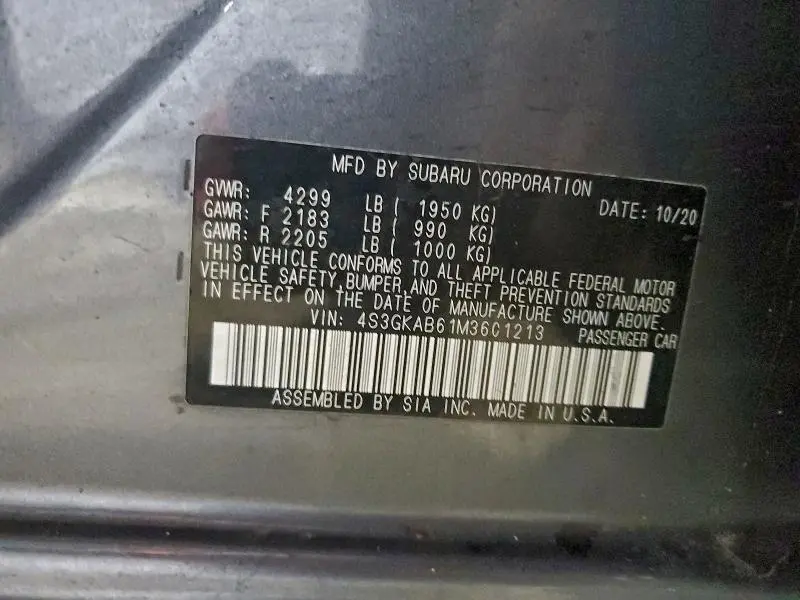 MFD BY SUBARU CORPORATION
GVWR: 4299 LB ( 1950 KG) DATE: 10/20
GAWR: F 2183 LB ( 990 KG)
GAWR: R 2205 LB ( 1000 KG)
THIS VEHICLE CONFORMS TO ALL APPLICABLE FEDERAL MOTOR
VEHICLE SAFETY, BUMPER, AND THEFT PREVENTION STANDARDS
IN EFFECT ON THE DATE OF MANUFACTURE SHOWN ABOVE.
VIN: 4S3GKAB61M3601213 PASSENGER CAR
ASSEMBLED BY SIA INC. MADE IN U.S.A.